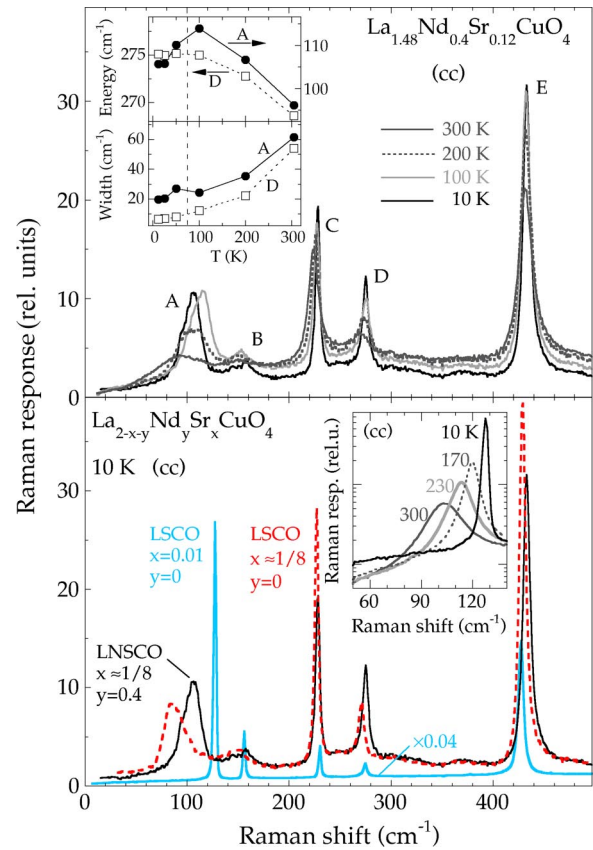 La1.48Nd0.4Sr0.12CuO4
(cc)
300 K
200 K
100 K
10 K
Raman response (rel. units)
30
20
10
0
A
B
C
D
E
Energy (cm-1)
275
270
267
110
100
A
D
Width (cm-1)
60
40
20
A
D
0 100 200 300
T (K)
La2-x-yNdySrxCuO4
10 K (cc)
30
20
10
0
LSCO
x=0.01
y=0
LSCO
x ≈1/8
y=0
LNSCO
x ≈1/8
y=0.4
×0.04
(cc)
10 K
170
230
300
Raman resp. (rel.u.)
60 90 120
Raman shift (cm-1)
0 100 200 300 400
Raman shift (cm-1)